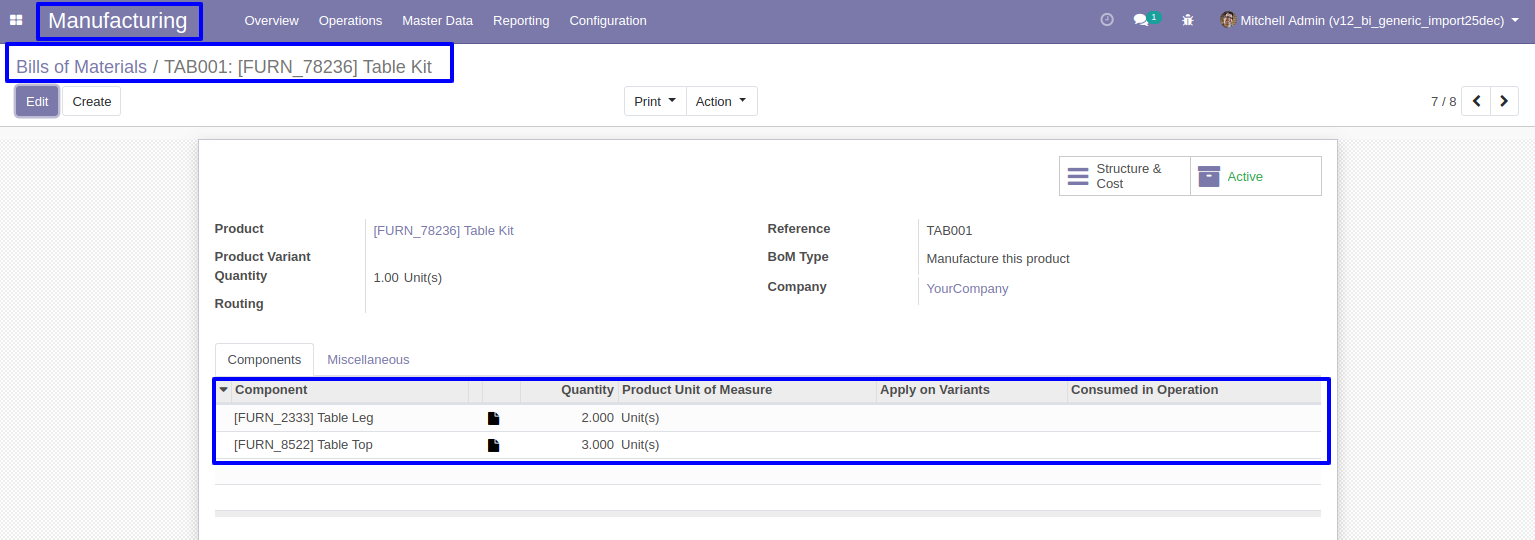 Manufacturing Overview Operations Master Data Reporting Configuration 1 Mitchell Admin (v12_bi_generic_import25dec)
Bills of Materials / TAB001: [FURN_78236] Table Kit
Edit Create Print Action 7 / 8
Structure & Cost Active
Product [FURN_78236] Table Kit Reference TAB001
Product Variant BoM Type Manufacture this product
Quantity 1.00 Unit(s) Company YourCompany
Routing
Components Miscellaneous
Component Quantity Product Unit of Measure Apply on Variants Consumed in Operation
[FURN_2333] Table Leg 2.000 Unit(s)
[FURN_8522] Table Top 3.000 Unit(s)